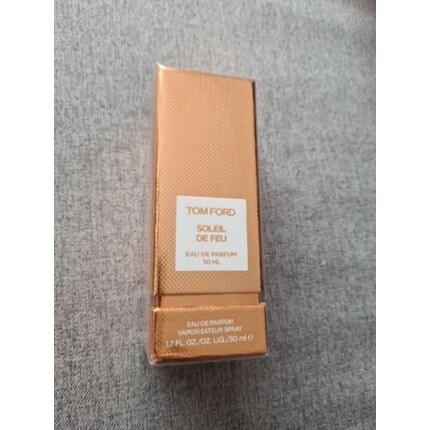 TOM FORD
SOLEIL
DE FEU
EAU DE PARFUM
50 ML
EAU DE PARFUM
VAPORISATEUR SPRAY
1.7 FL. OZ./OZ. LIQ./50 ml ℮